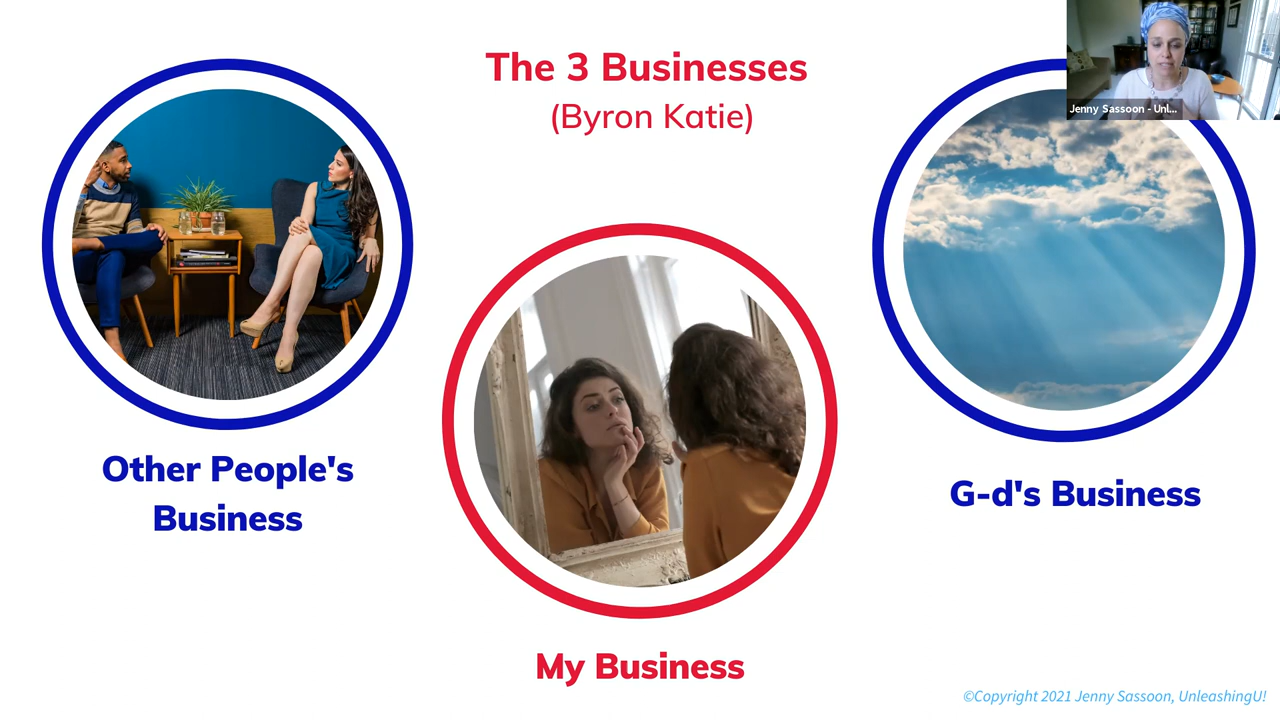 The 3 Businesses
(Byron Katie)
Jenny Sassoon - Unl...
Other People's
Business
G-d's Business
My Business
©Copyright 2021 Jenny Sassoon, UnleashingU!